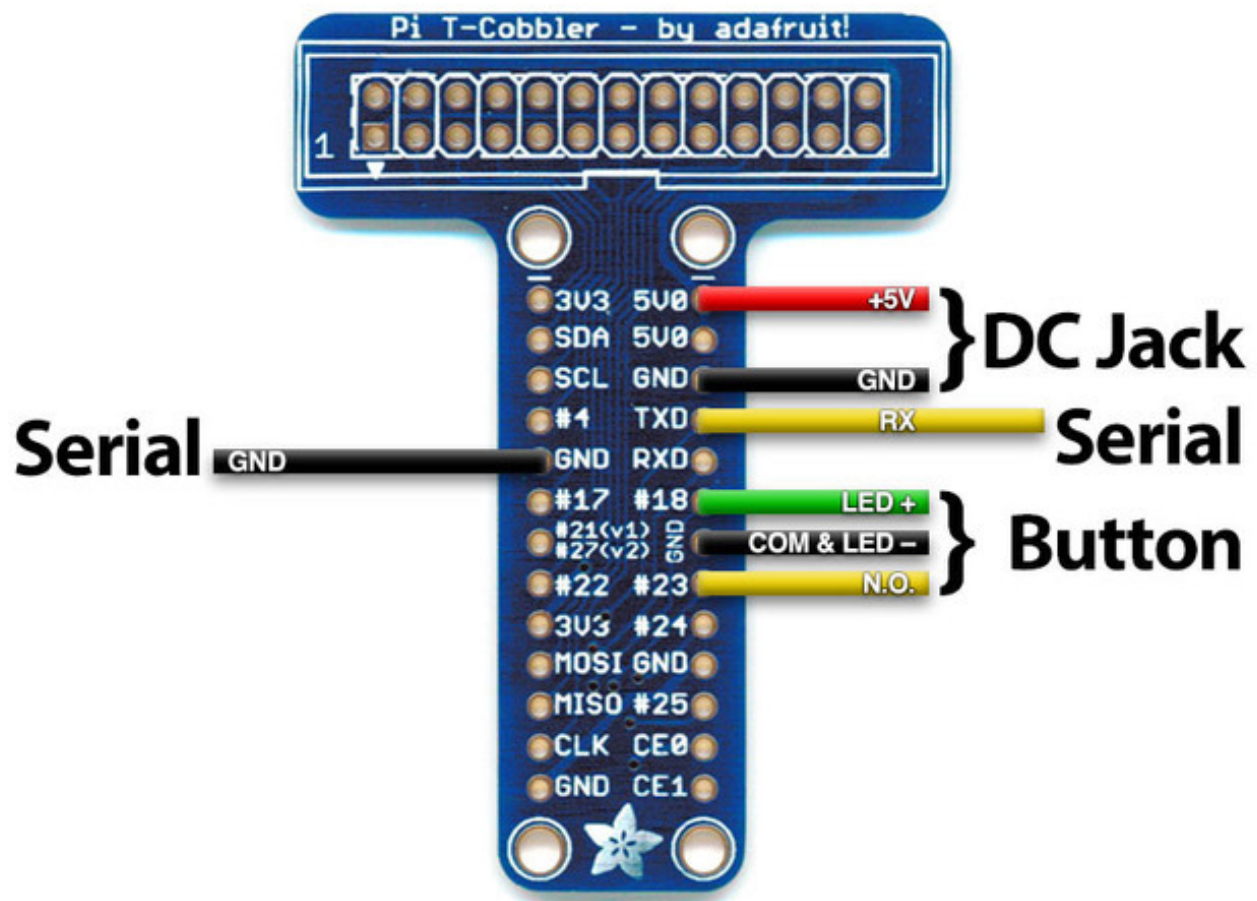 Pi T-Cobbler - by adafruit!
1
3V3 5V0 +5V
DC Jack
SDA 5V0
SCL GND GND
#4 TXD RX
Serial
Serial GND
GND RXD
#17 #18 LED +
#21(v1)
#27(v2) GND COM & LED –
Button
#22 #23 N.O.
3V3 #24
MOSI GND
MISO #25
CLK CE0
GND CE1